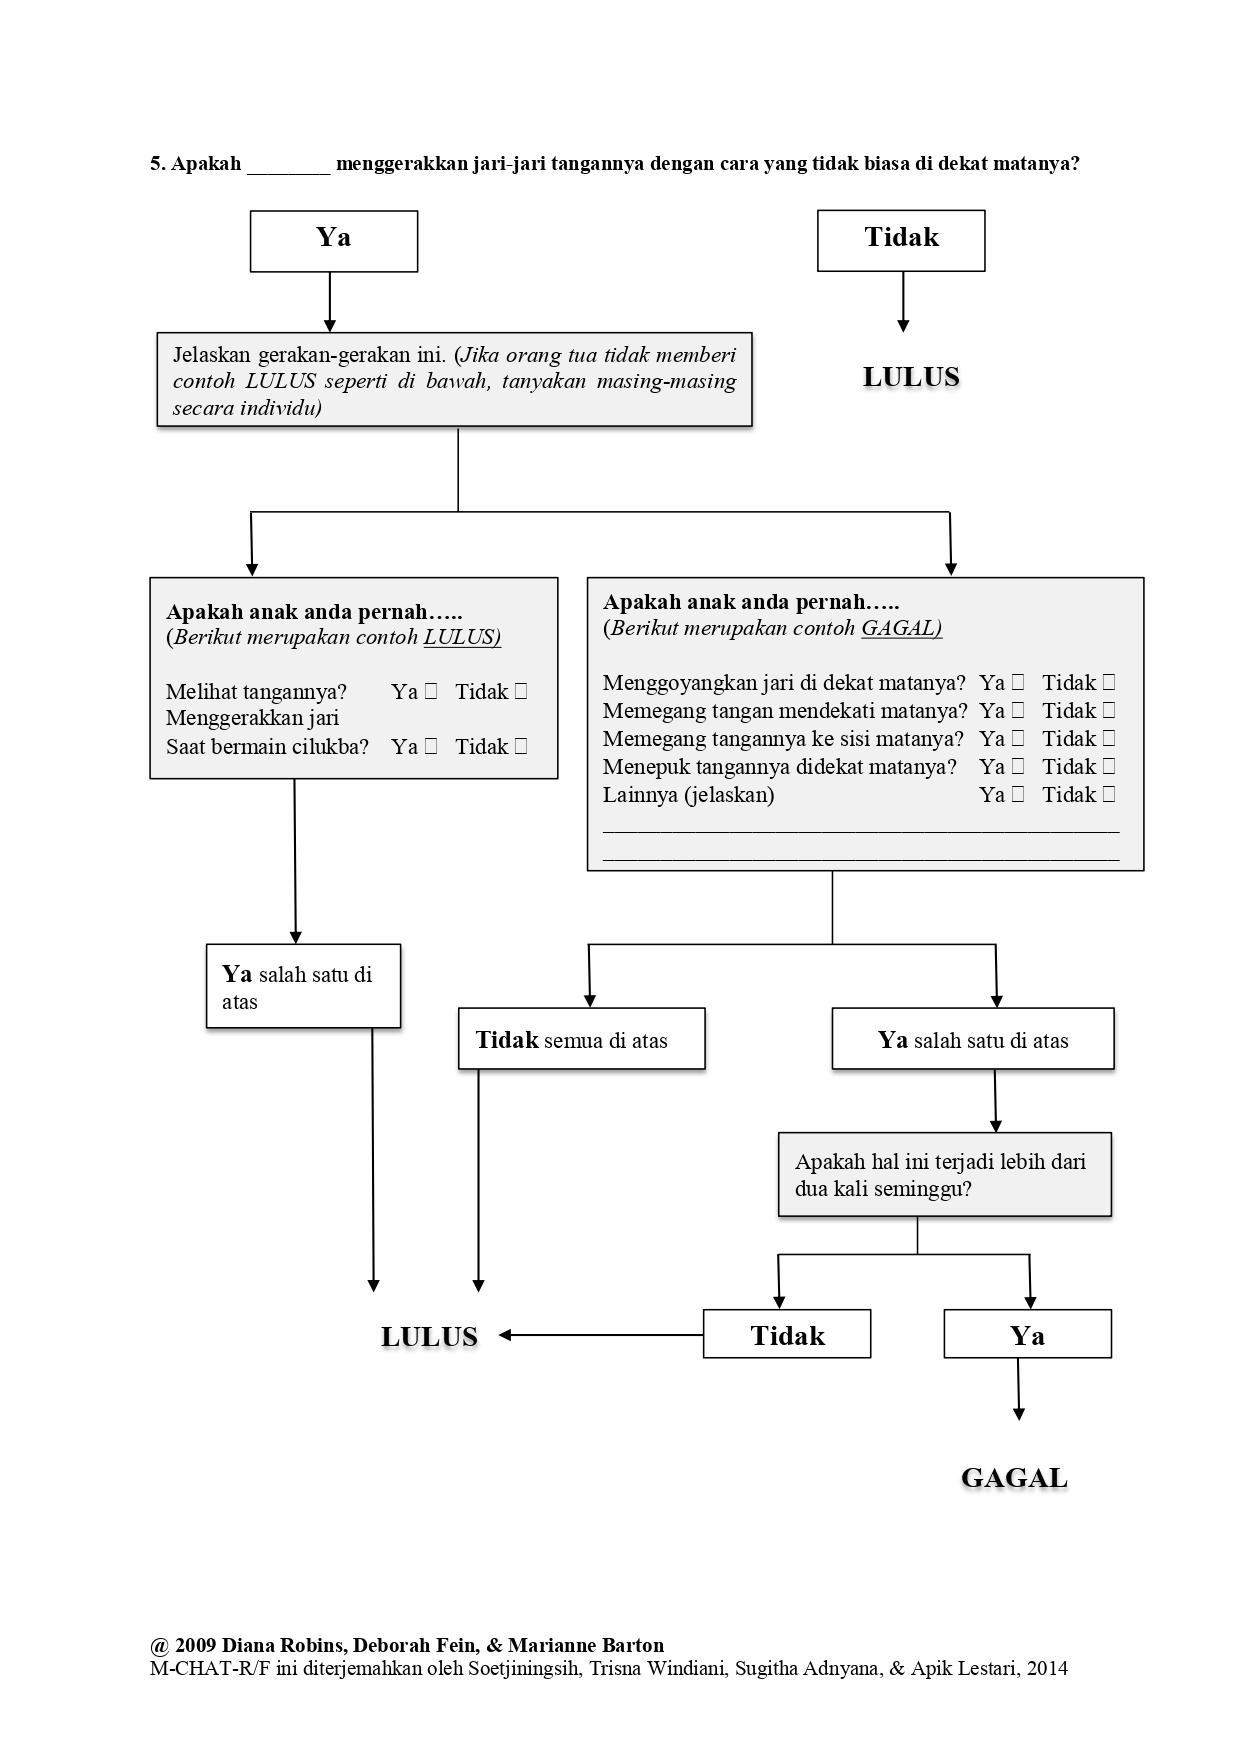 5. Apakah ________ menggerakkan jari-jari tangannya dengan cara yang tidak biasa di dekat matanya?
Ya
Tidak
Jelaskan gerakan-gerakan ini. (Jika orang tua tidak memberi
contoh LULUS seperti di bawah, tanyakan masing-masing
secara individu)
LULUS
Apakah anak anda pernah…..
(Berikut merupakan contoh LULUS)
Melihat tangannya? Ya □ Tidak □
Menggerakkan jari
Saat bermain cilukba? Ya □ Tidak □
Apakah anak anda pernah…..
(Berikut merupakan contoh GAGAL)
Menggoyangkan jari di dekat matanya? Ya □ Tidak □
Memegang tangan mendekati matanya? Ya □ Tidak □
Memegang tangannya ke sisi matanya? Ya □ Tidak □
Menepuk tangannya didekat matanya? Ya □ Tidak □
Lainnya (jelaskan) Ya □ Tidak □
Ya salah satu di
atas
Tidak semua di atas
Ya salah satu di atas
Apakah hal ini terjadi lebih dari
dua kali seminggu?
LULUS
Tidak
Ya
GAGAL
@ 2009 Diana Robins, Deborah Fein, & Marianne Barton
M-CHAT-R/F ini diterjemahkan oleh Soetjiningsih, Trisna Windiani, Sugitha Adnyana, & Apik Lestari, 2014